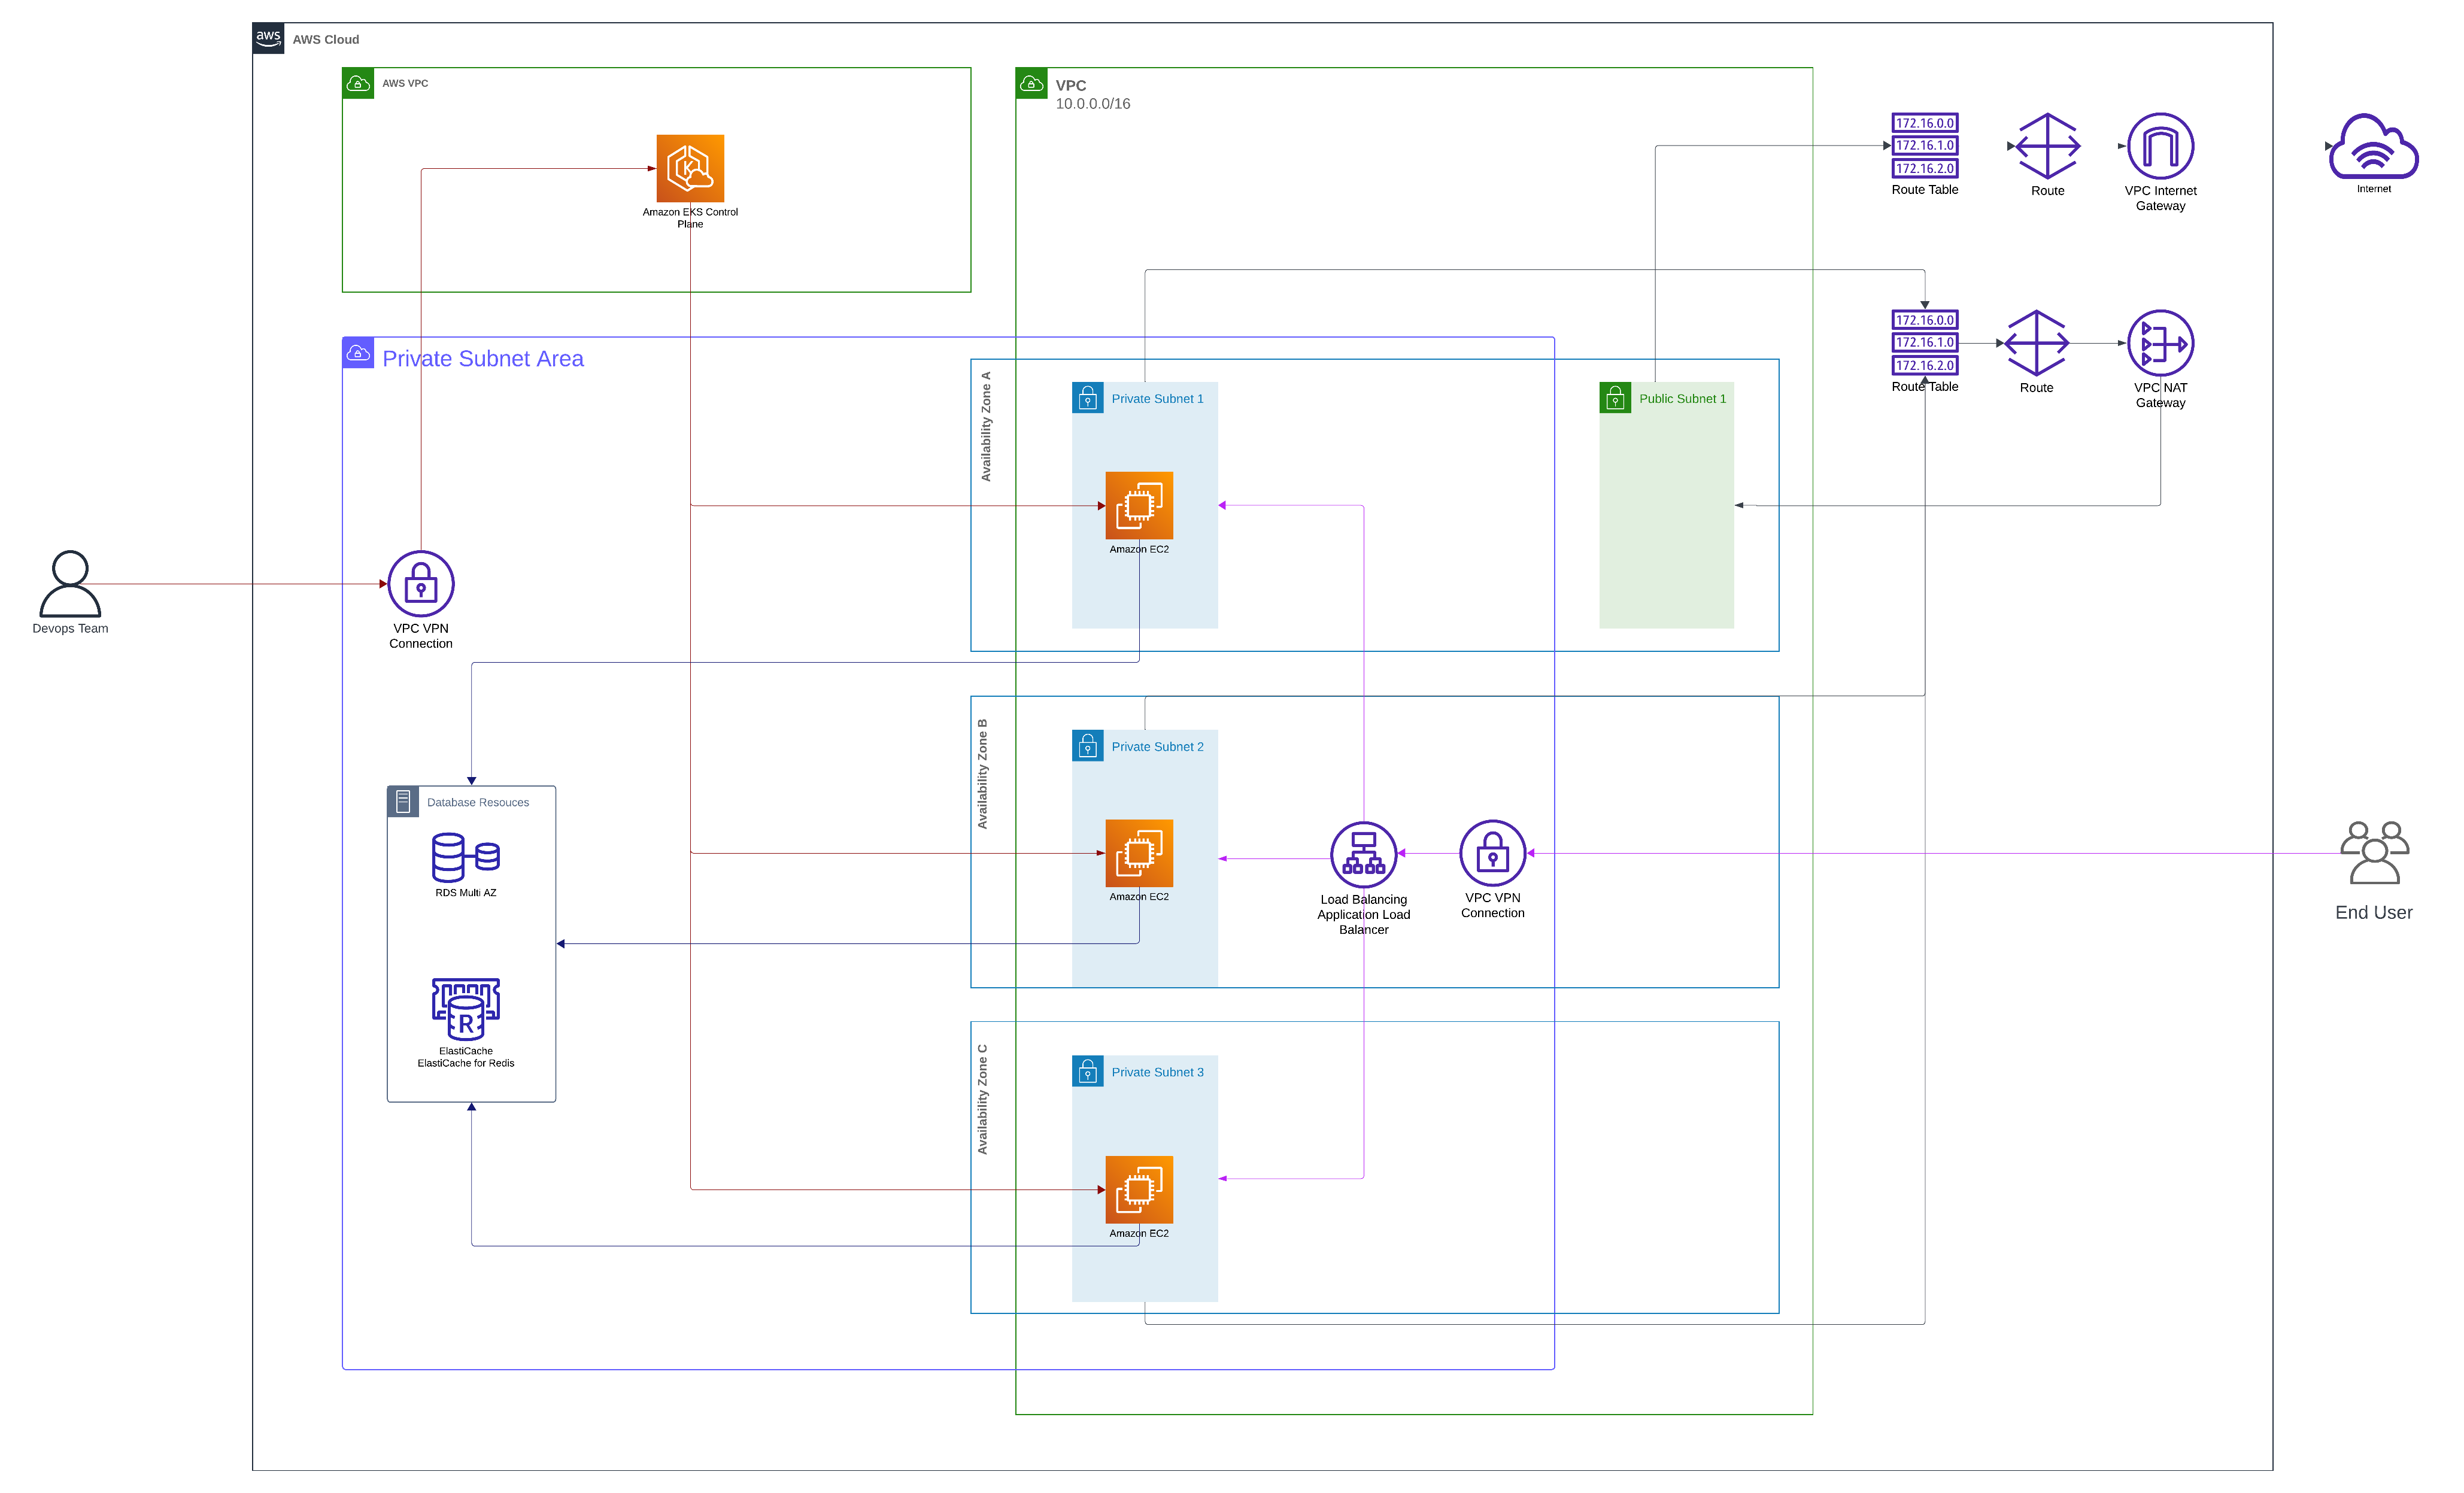 aws
AWS Cloud
AWS VPC
VPC
10.0.0.0/16
K
Amazon EKS Control
Plane
172.16.0.0
172.16.1.0
172.16.2.0
Route Table
Route
VPC Internet
Gateway
Internet
172.16.0.0
172.16.1.0
172.16.2.0
Route Table
Route
VPC NAT
Gateway
Private Subnet Area
Availability Zone A
Private Subnet 1
Amazon EC2
Public Subnet 1
Devops Team
VPC VPN
Connection
Availability Zone B
Private Subnet 2
Amazon EC2
Load Balancing
Application Load
Balancer
VPC VPN
Connection
End User
Database Resouces
RDS Multi AZ
R
ElastiCache
ElastiCache for Redis
Availability Zone C
Private Subnet 3
Amazon EC2